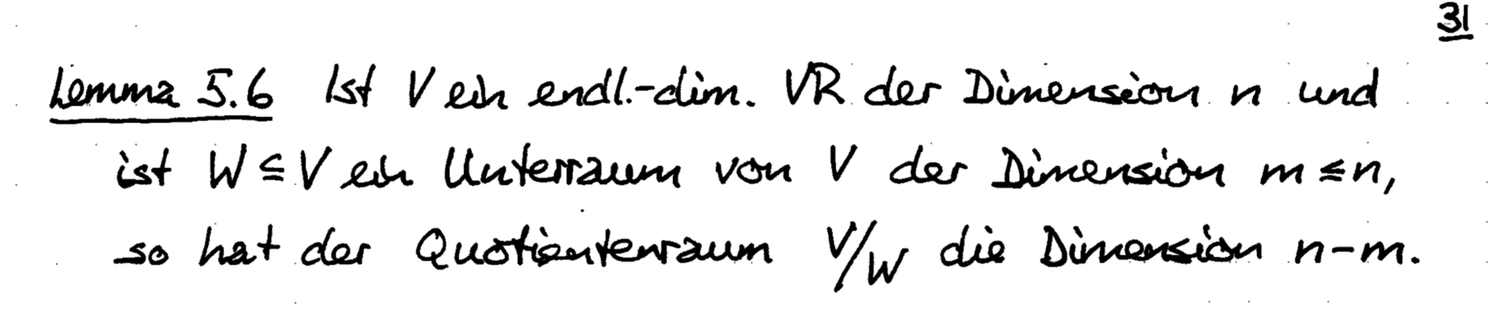 31
Lemma 5.6 Ist V ein endl.-dim. VR der Dimension n und
ist W ⊆ V ein Unterraum von V der Dimension m ≤ n,
so hat der Quotientenraum V/W die Dimension n-m.